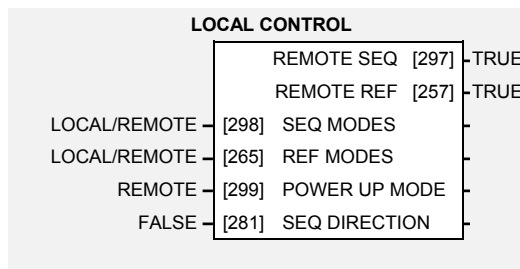 LOCAL CONTROL
REMOTE SEQ [297] TRUE
REMOTE REF [257] TRUE
LOCAL/REMOTE [298] SEQ MODES
LOCAL/REMOTE [265] REF MODES
REMOTE [299] POWER UP MODE
FALSE [281] SEQ DIRECTION